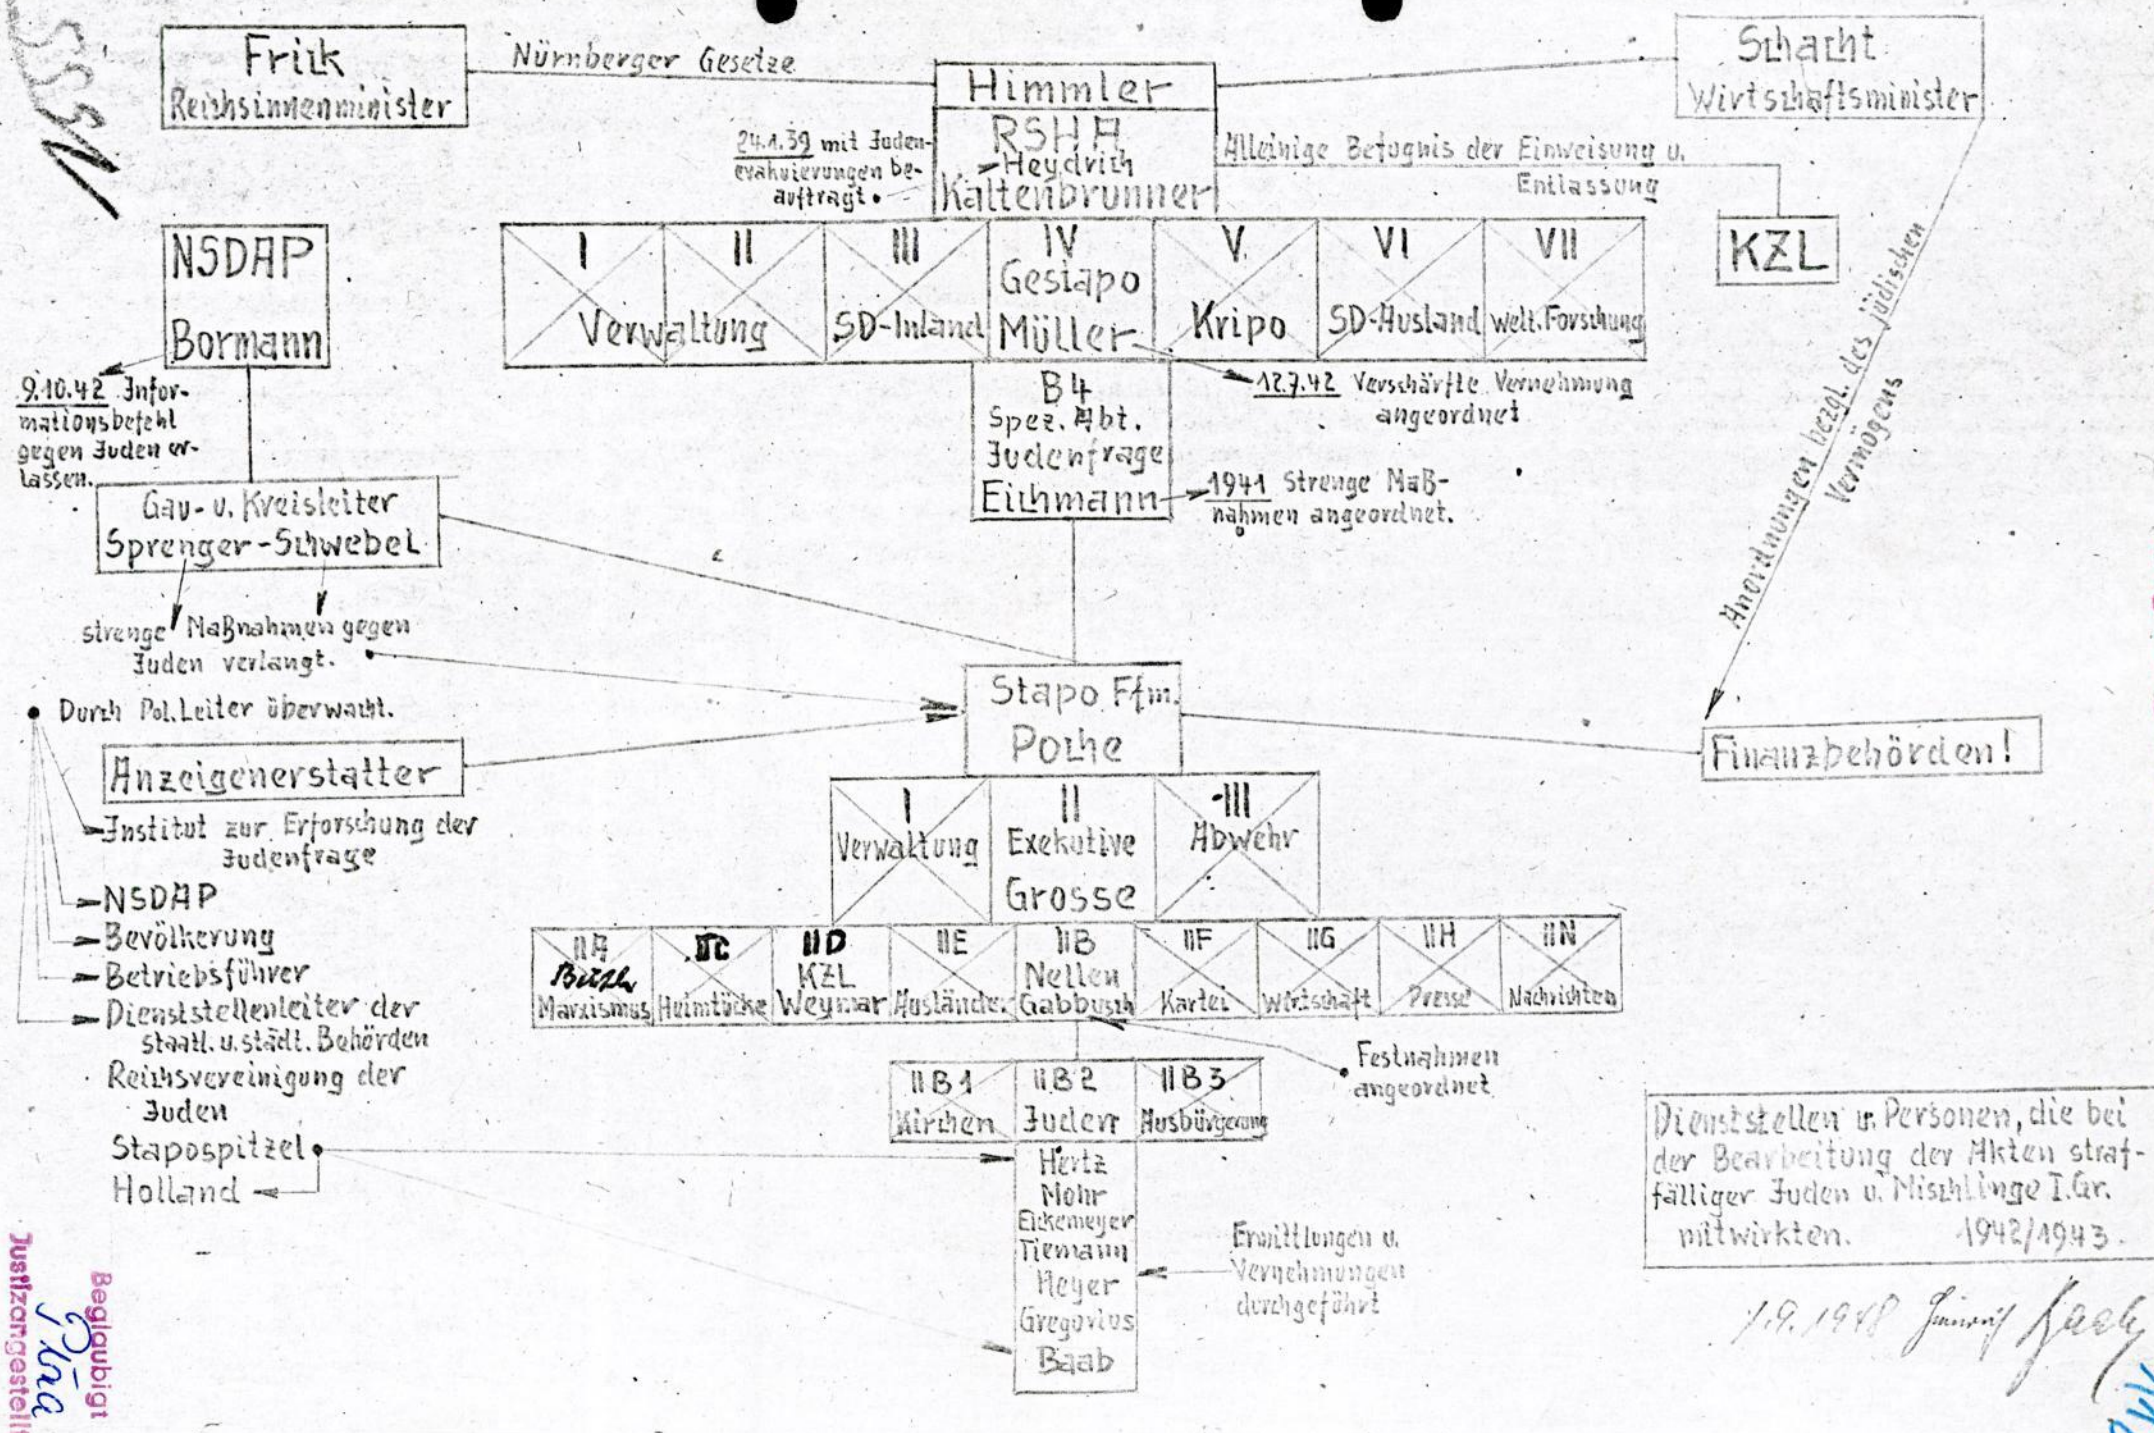 Frick
Reichsinnenminister
Nürnberger Gesetze
Himmler
RSHA
Heydrich
Kaltenbrunner
Schacht
Wirtschaftsminister
24.1.39 mit Juden-
evakuierungen be-
auftragt.
Alleinige Befugnis der Einweisung u.
Entlassung
KZL
Anordnungen bezgl. des jüdischen
Vermögens
NSDAP
Bormann
I
II
Verwaltung
III
SD-Inland
IV
Gestapo
Müller
V
Kripo
VI
SD-Ausland
VII
Welt. Forschung
9.10.42 Infor-
mationsbefehl
gegen Juden er-
lassen.
B4
Spez. Abt.
Judenfrage
Eichmann
12.7.42 Verschärfte Vernehmung
angeordnet
1941 Strenge Maß-
nahmen angeordnet.
Gau- u. Kreisleiter
Sprenger-Schwebel
strenge Maßnahmen gegen
Juden verlangt.
Durch Pol. Leiter überwacht.
Stapo Ffm.
Poche
Finanzbehörden!
Anzeigenerstatter
Institut zur Erforschung der
Judenfrage
NSDAP
Bevölkerung
Betriebsführer
Dienststellenleiter der
staatl. u. städt. Behörden
Reichsvereinigung der
Juden
Stapospitzel
Holland
I
Verwaltung
II
Exekutive
Grosse
III
Abwehr
IIA
Marxismus
IIC
Heimtücke
IID
KZL
Weymar
IIE
Ausländer
IIB
Nellen
Gabbusch
IIF
Kartei
IIG
Wirtschaft
IIH
Presse
IIN
Nachrichten
Festnahmen
angeordnet
IIB1
Kirchen
IIB2
Juden
IIB3
Ausbürgerung
Hertz
Mohr
Eickemeyer
Tiemann
Meyer
Gregorius
Baab
Ermittlungen u.
Vernehmungen
durchgeführt
Dienststellen u. Personen, die bei
der Bearbeitung der Akten straf-
fälliger Juden u. Mischlinge I. Gr.
mitwirkten. 1942/1943.
1.9.1948 Heinrich Baab
Beglaubigt
Justizangestellt